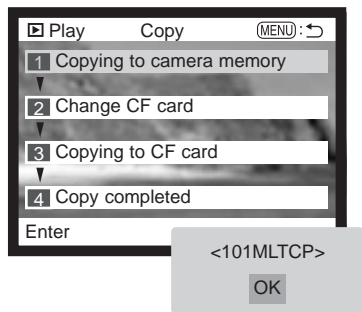 Play Copy MENU :
1 Copying to camera memory
2 Change CF card
3 Copying to CF card
4 Copy completed
Enter
<101MLTCP>
OK